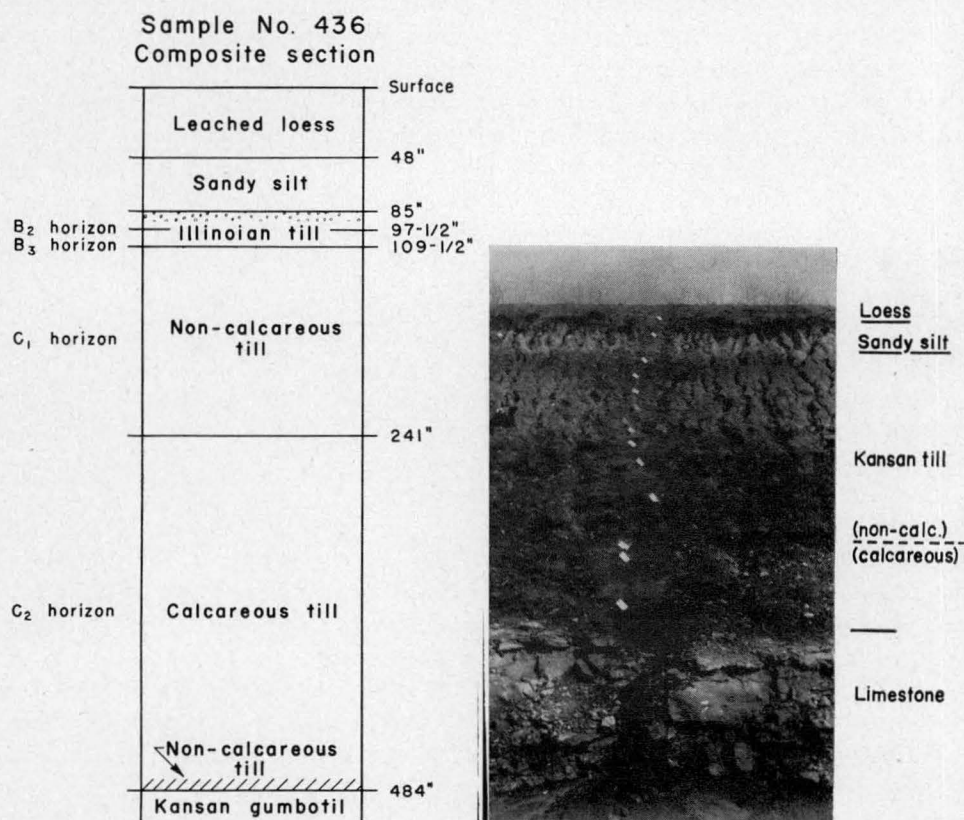 Sample No. 436
Composite section
Surface
Leached loess
48"
Sandy silt
85"
B₂ horizon
Illinoian till
97-1/2"
B₃ horizon
109-1/2"
C₁ horizon
Non-calcareous
till
241"
C₂ horizon
Calcareous till
Non-calcareous
till
484"
Kansan gumbotil
Loess
Sandy silt
Kansan till
(non-calc.)
(calcareous)
Limestone